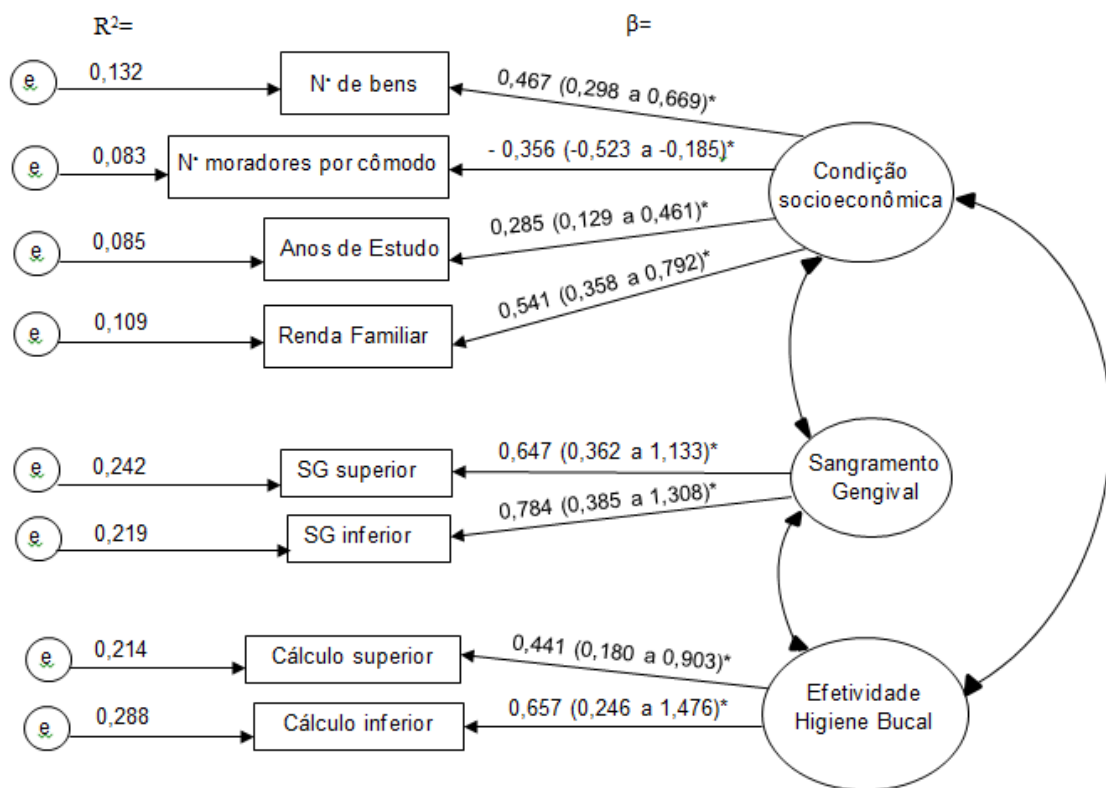 R²=
β=
e
0,132
N• de bens
0,467 (0,298 a 0,669)*
e
0,083
N• moradores por cômodo
- 0,356 (-0,523 a -0,185)*
Condição
socioeconômica
e
0,085
Anos de Estudo
0,285 (0,129 a 0,461)*
e
0,109
Renda Familiar
0,541 (0,358 a 0,792)*
e
0,242
SG superior
0,647 (0,362 a 1,133)*
Sangramento
Gengival
e
0,219
SG inferior
0,784 (0,385 a 1,308)*
e
0,214
Cálculo superior
0,441 (0,180 a 0,903)*
Efetividade
Higiene Bucal
e
0,288
Cálculo inferior
0,657 (0,246 a 1,476)*